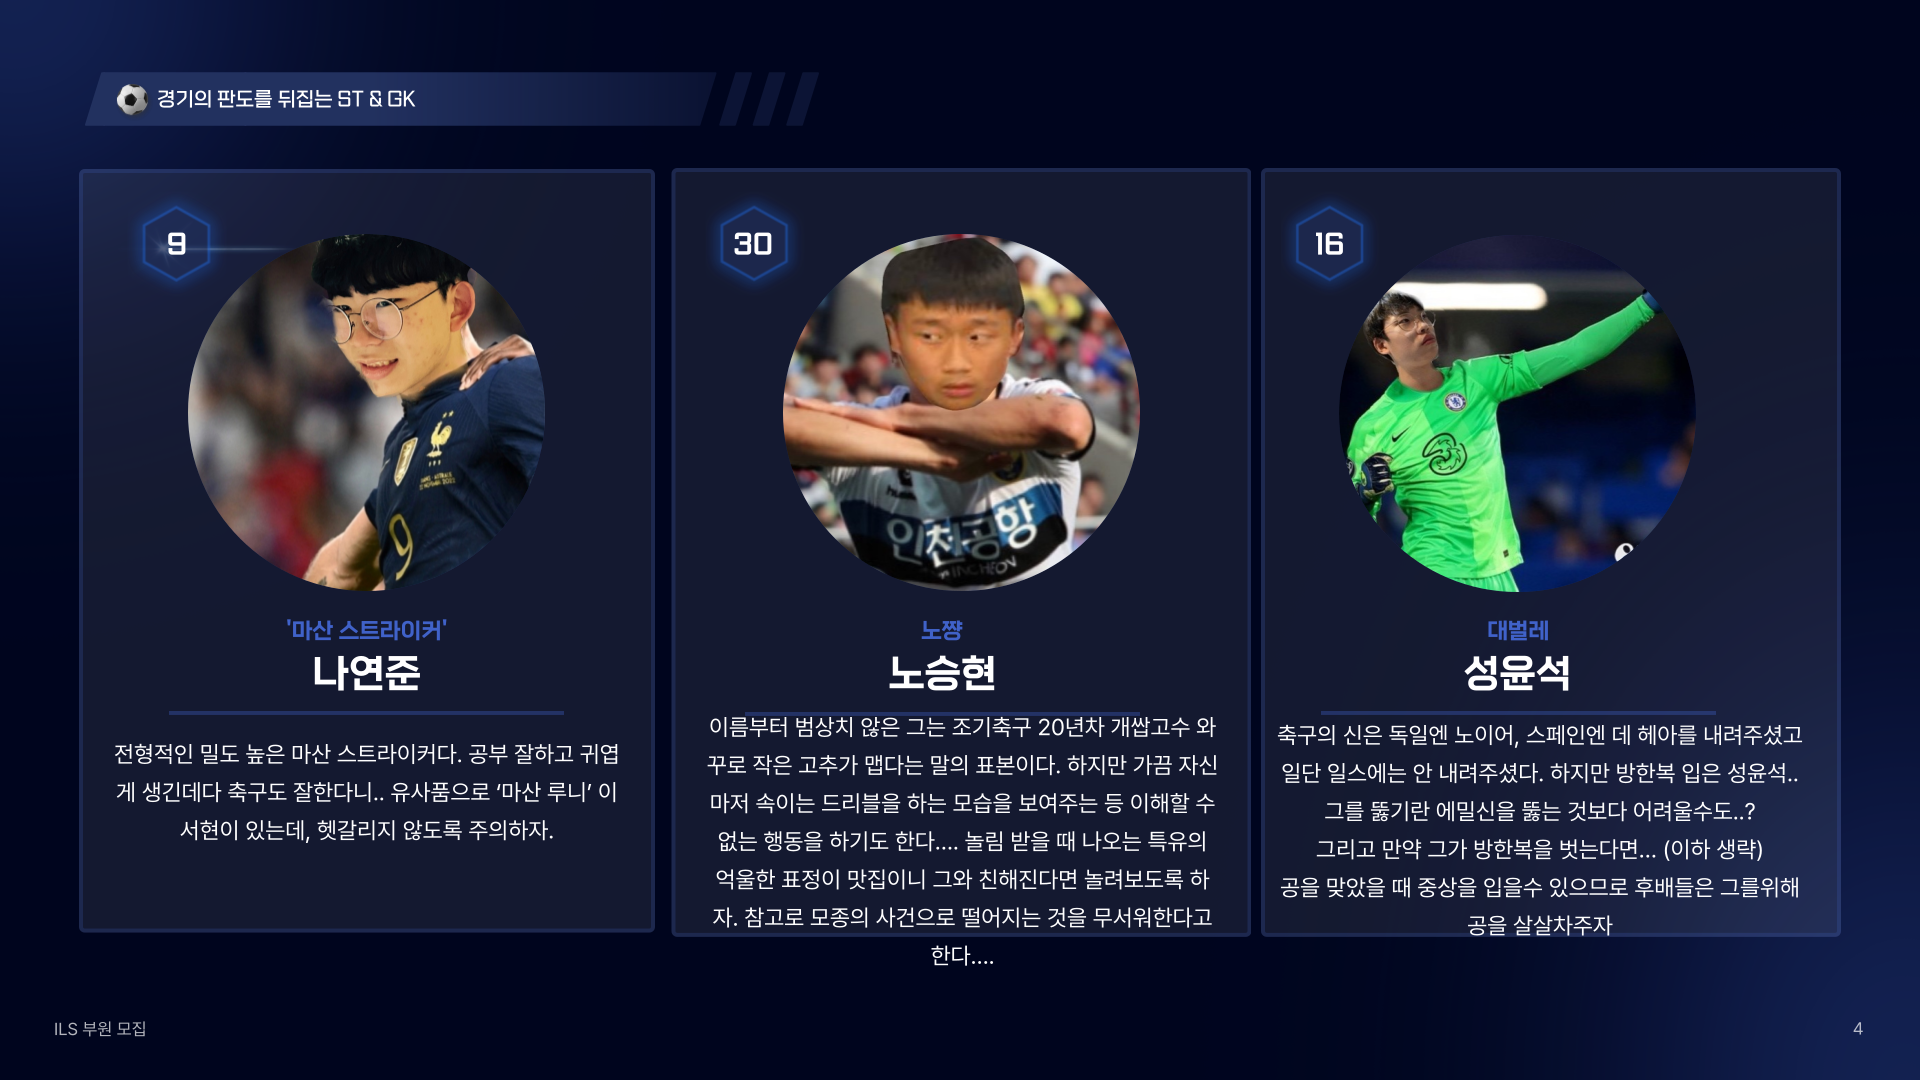 경기의 판도를 뒤집는 ST & GK
9
'마산 스트라이커'
나연준
전형적인 밀도 높은 마산 스트라이커다. 공부 잘하고 귀엽
게 생긴데다 축구도 잘한다니.. 유사품으로 ‘마산 루니’ 이
서현이 있는데, 헷갈리지 않도록 주의하자.
30
인천공항
INCHEON
노쨩
노승현
이름부터 범상치 않은 그는 조기축구 20년차 개쌉고수 와
꾸로 작은 고추가 맵다는 말의 표본이다. 하지만 가끔 자신
마저 속이는 드리블을 하는 모습을 보여주는 등 이해할 수
없는 행동을 하기도 한다.... 놀림 받을 때 나오는 특유의
억울한 표정이 맛집이니 그와 친해진다면 놀려보도록 하
자. 참고로 모종의 사건으로 떨어지는 것을 무서워한다고
한다....
16
대벌레
성윤석
축구의 신은 독일엔 노이어, 스페인엔 데 헤아를 내려주셨고
일단 일스에는 안 내려주셨다. 하지만 방한복 입은 성윤석..
그를 뚫기란 에밀신을 뚫는 것보다 어려울수도..?
그리고 만약 그가 방한복을 벗는다면... (이하 생략)
공을 맞았을 때 중상을 입을수 있으므로 후배들은 그를위해
공을 살살차주자
ILS 부원 모집
4